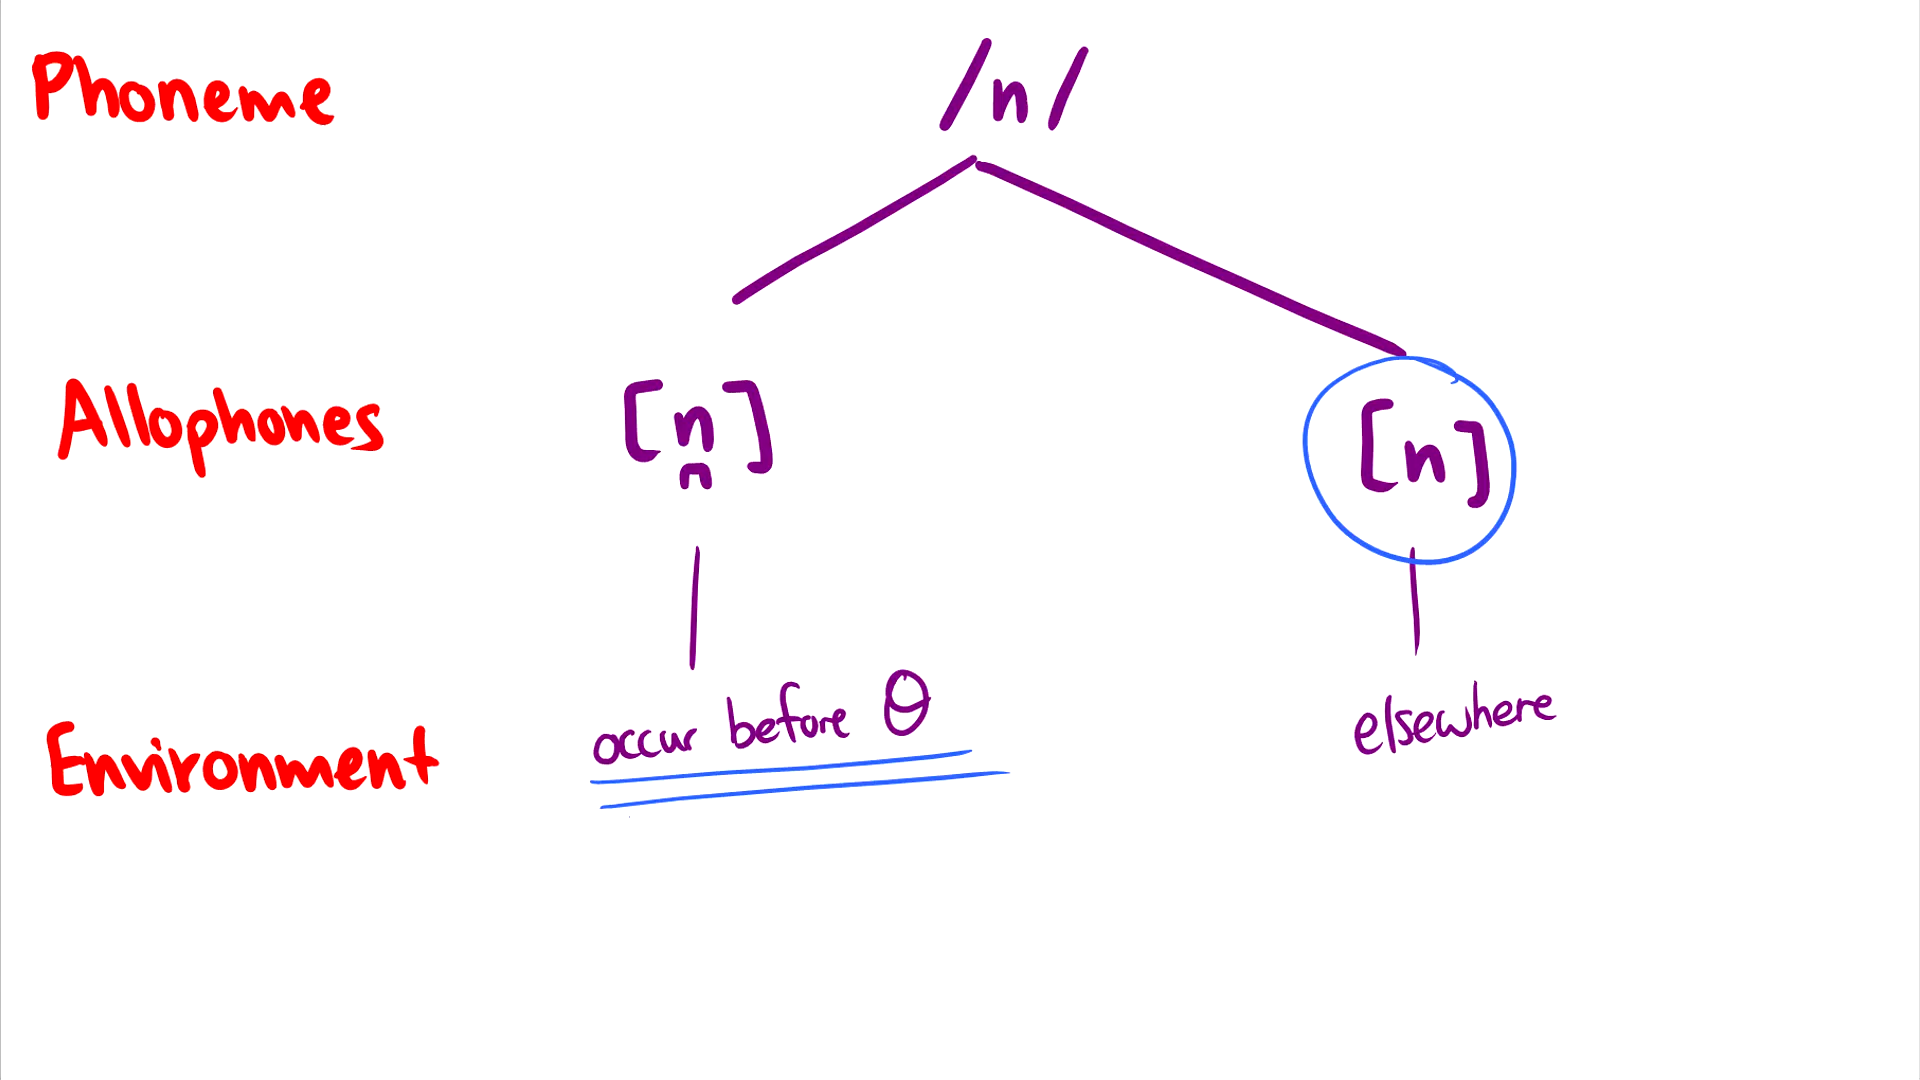 Phoneme /n/
Allophones [n̪] [n]
Environment occur before θ elsewhere